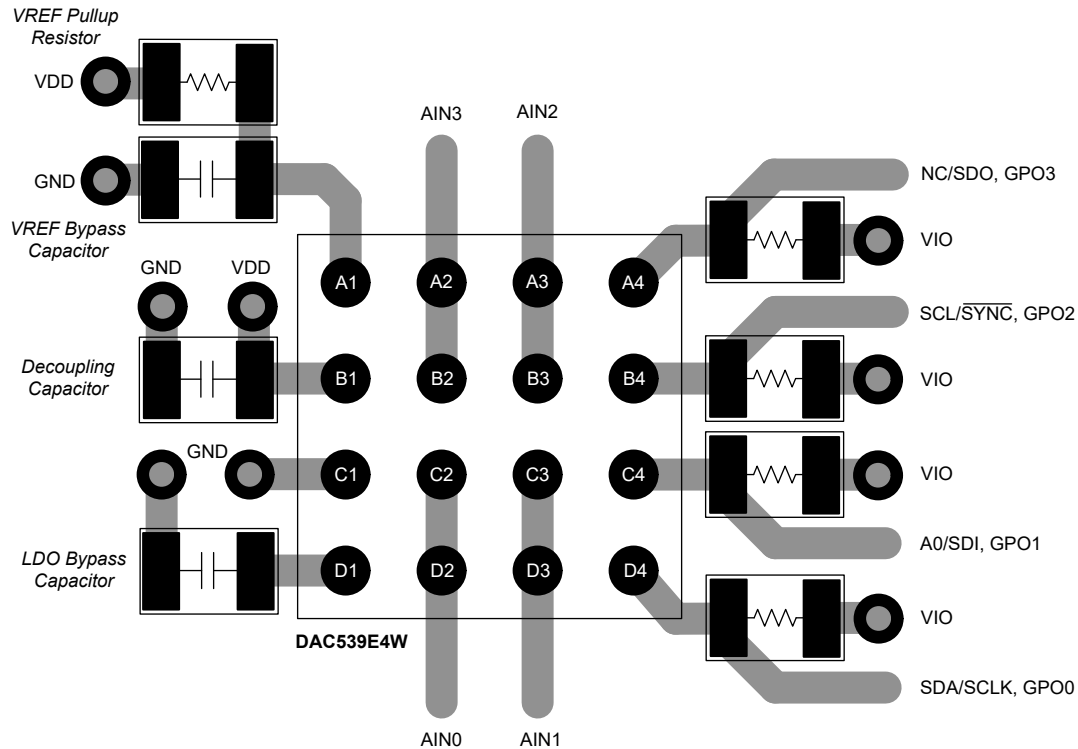 VREF Pullup
Resistor
VDD
GND
VREF Bypass
Capacitor
AIN3
AIN2
NC/SDO, GPO3
VIO
GND
VDD
A1
A2
A3
A4
SCL/S̅Y̅N̅C̅, GPO2
Decoupling
Capacitor
B1
B2
B3
B4
VIO
GND
C1
C2
C3
C4
VIO
LDO Bypass
Capacitor
D1
D2
D3
D4
A0/SDI, GPO1
VIO
DAC539E4W
SDA/SCLK, GPO0
AIN0
AIN1